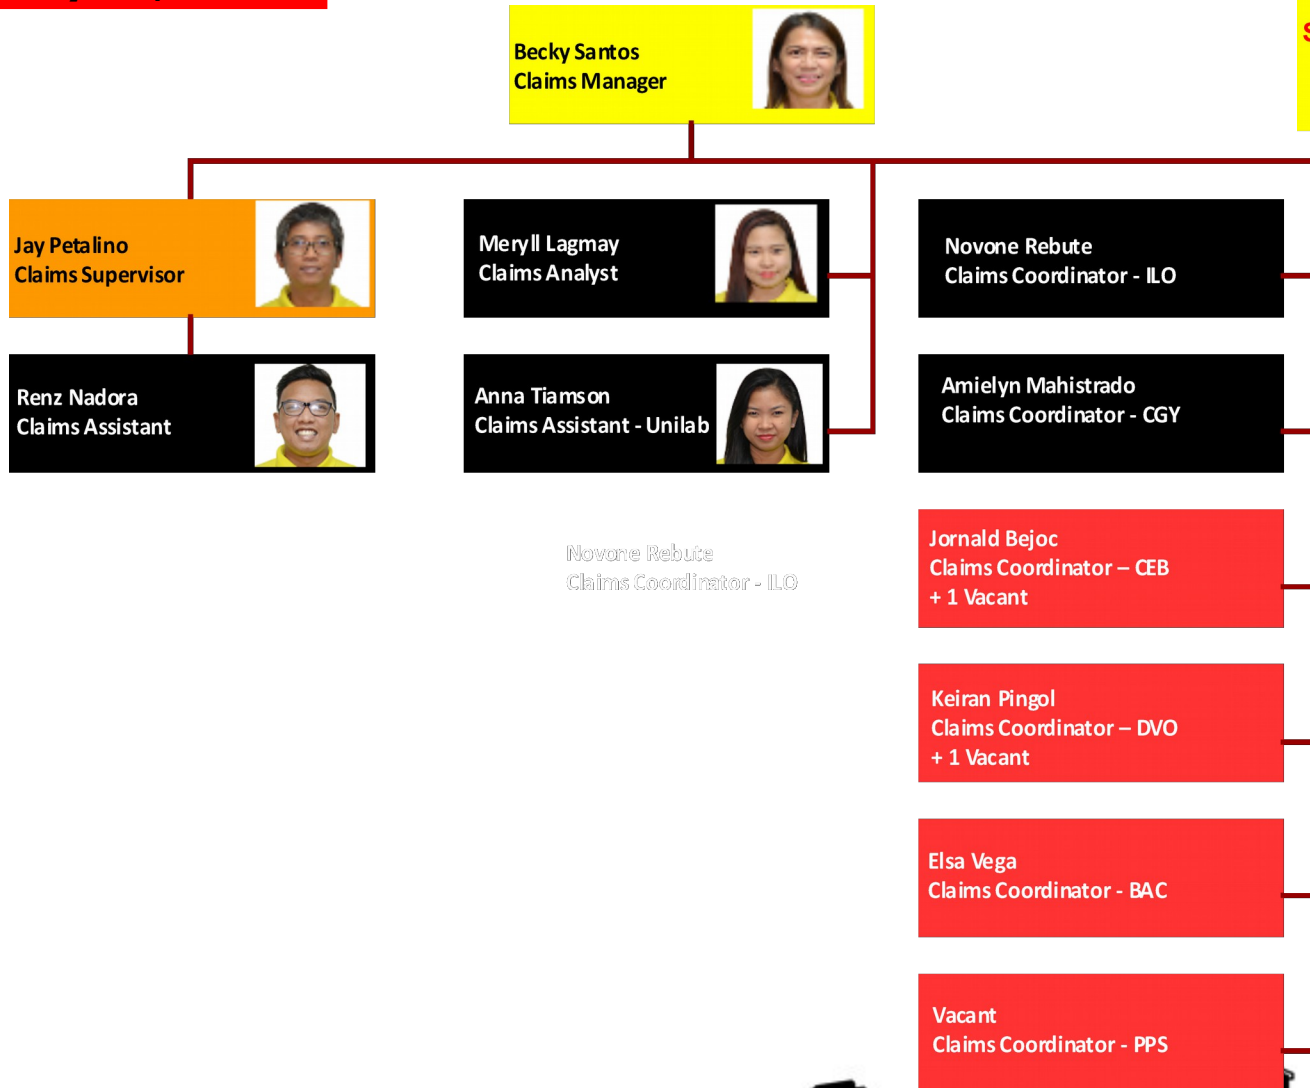 Becky Santos
Claims Manager
Jay Petalino
Claims Supervisor
Meryll Lagmay
Claims Analyst
Novone Rebute
Claims Coordinator - ILO
Renz Nadora
Claims Assistant
Anna Tiamson
Claims Assistant - Unilab
Amielyn Mahistrado
Claims Coordinator - CGY
Novone Rebute
Claims Coordinator - ILO
Jornald Bejoc
Claims Coordinator – CEB
+ 1 Vacant
Keiran Pingol
Claims Coordinator – DVO
+ 1 Vacant
Elsa Vega
Claims Coordinator - BAC
Vacant
Claims Coordinator - PPS